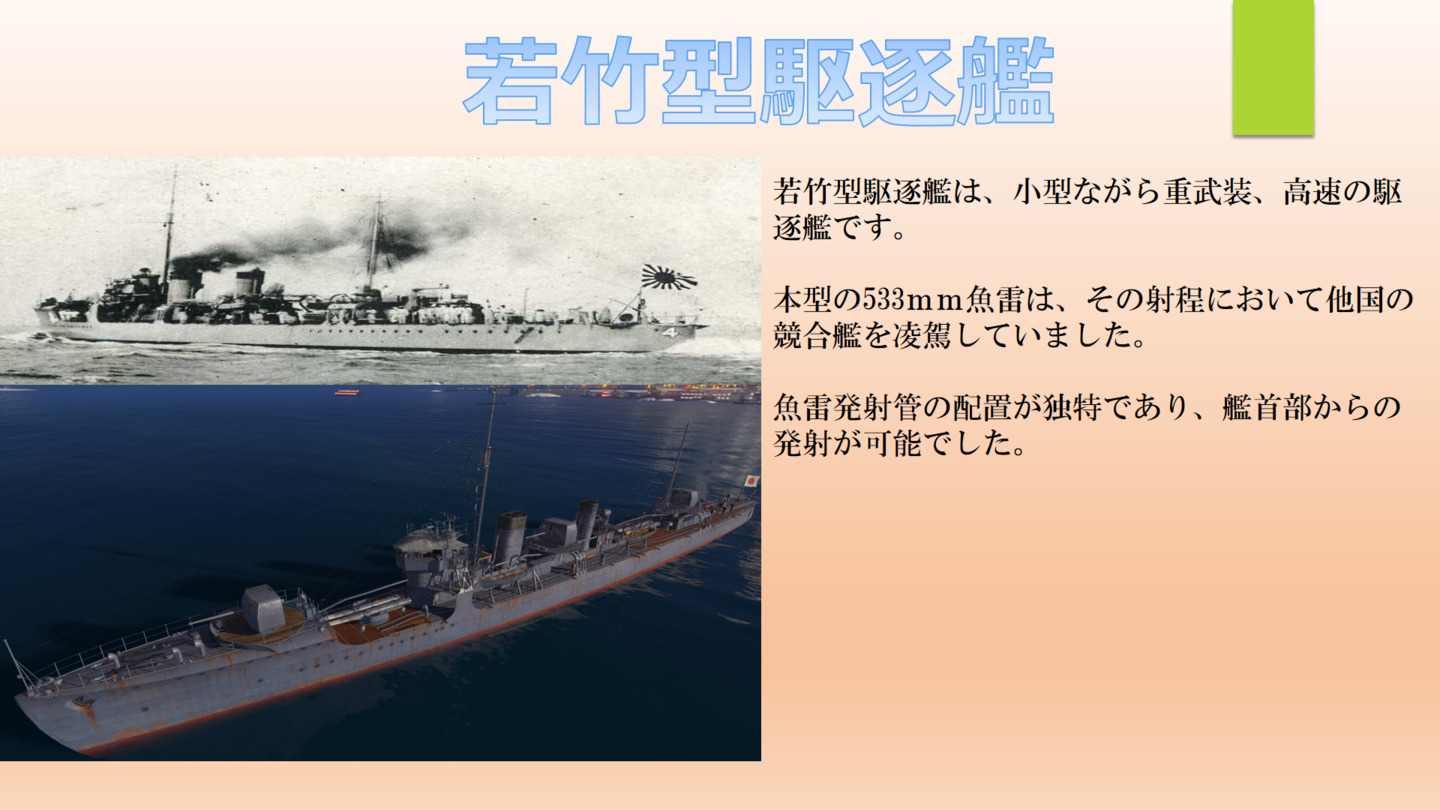 若竹型駆逐艦
若竹型駆逐艦は、小型ながら重武装、高速の駆
逐艦です。
本型の533ｍｍ魚雷は、その射程において他国の
競合艦を凌駕していました。
魚雷発射管の配置が独特であり、艦首部からの
発射が可能でした。
4